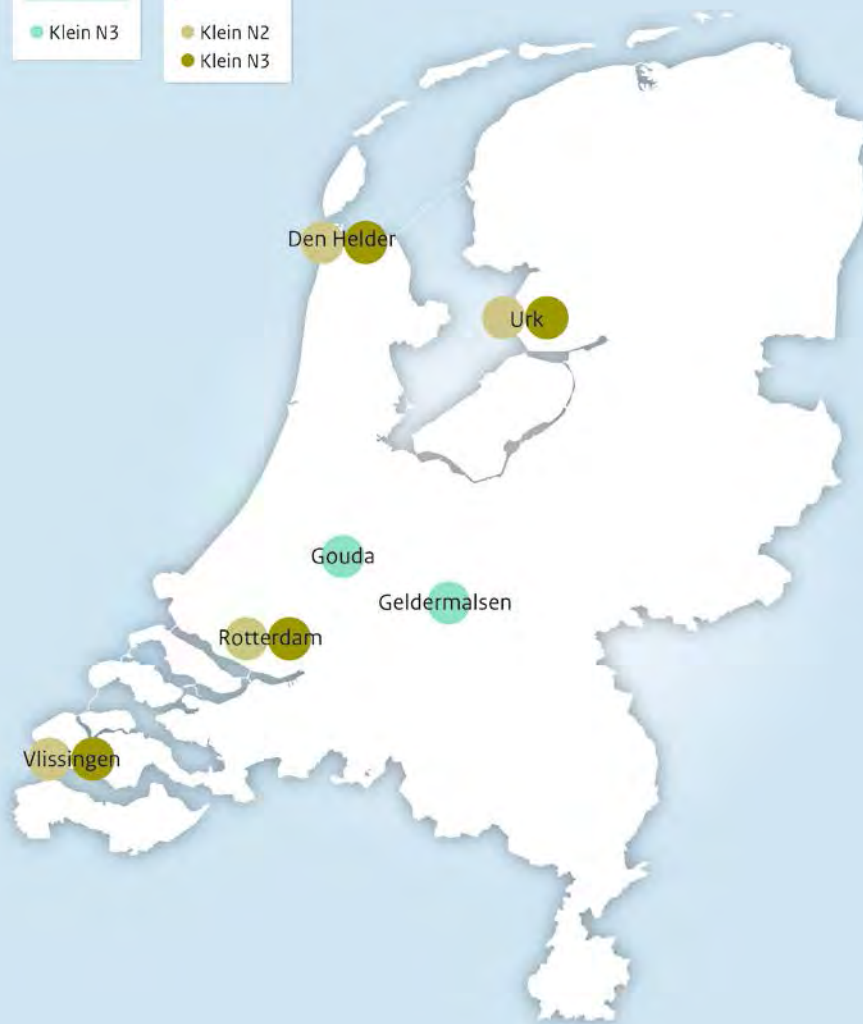 Klein N3
Klein N2
Klein N3
Den Helder
Urk
Gouda
Geldermalsen
Rotterdam
Vlissingen